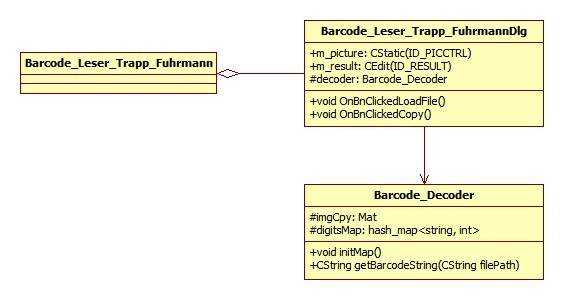 Barcode_Leser_Trapp_Fuhrmann
Barcode_Leser_Trapp_FuhrmannDlg
+m_picture: CStatic(ID_PICCTRL)
+m_result: CEdit(ID_RESULT)
#decoder: Barcode_Decoder
+void OnBnClickedLoadFile()
+void OnBnClickedCopy()
Barcode_Decoder
#imgCpy: Mat
#digitsMap: hash_map<string, int>
+void initMap()
+CString getBarcodeString(CString filePath)